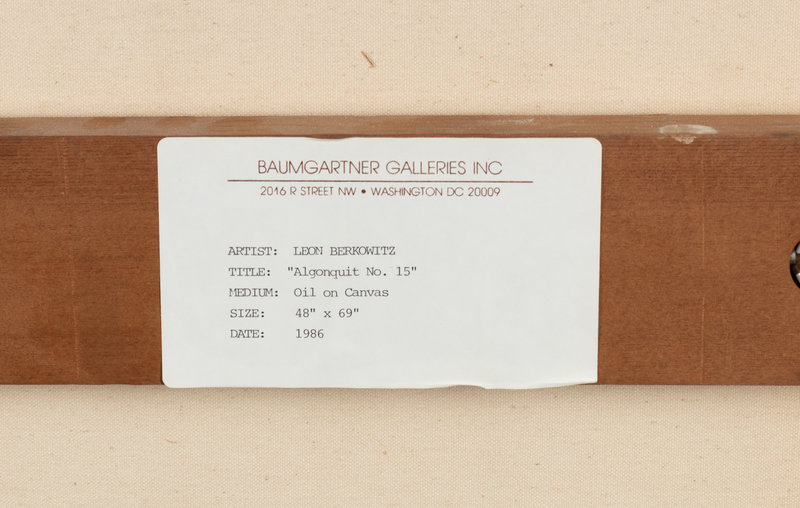 BAUMGARTNER GALLERIES INC
2016 R STREET NW • WASHINGTON DC 20009
ARTIST: LEON BERKOWITZ
TITLE: "Algonquit No. 15"
MEDIUM: Oil on Canvas
SIZE: 48" x 69"
DATE: 1986